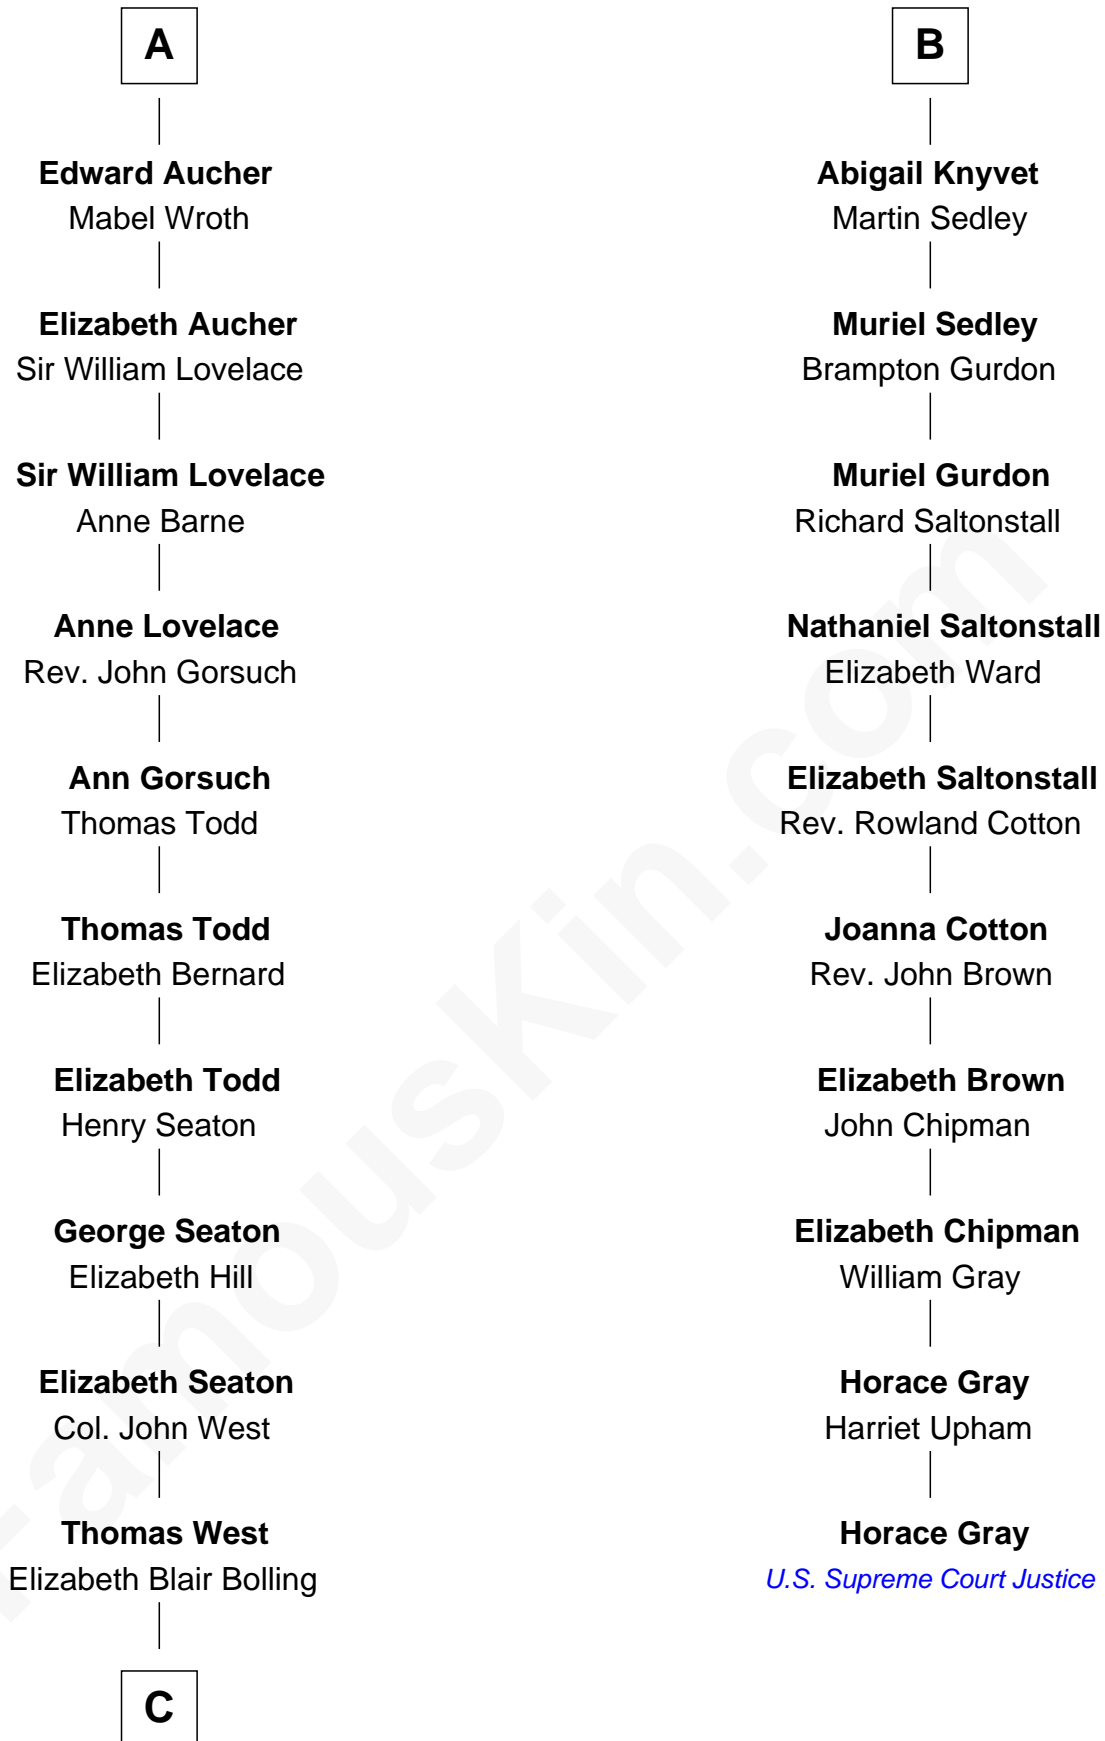 A
Edward Aucher
Mabel Wroth
Elizabeth Aucher
Sir William Lovelace
Sir William Lovelace
Anne Barne
Anne Lovelace
Rev. John Gorsuch
Ann Gorsuch
Thomas Todd
Thomas Todd
Elizabeth Bernard
Elizabeth Todd
Henry Seaton
George Seaton
Elizabeth Hill
Elizabeth Seaton
Col. John West
Thomas West
Elizabeth Blair Bolling
C
B
Abigail Knyvet
Martin Sedley
Muriel Sedley
Brampton Gurdon
Muriel Gurdon
Richard Saltonstall
Nathaniel Saltonstall
Elizabeth Ward
Elizabeth Saltonstall
Rev. Rowland Cotton
Joanna Cotton
Rev. John Brown
Elizabeth Brown
John Chipman
Elizabeth Chipman
William Gray
Horace Gray
Harriet Upham
Horace Gray
U.S. Supreme Court Justice
FamousKin.com